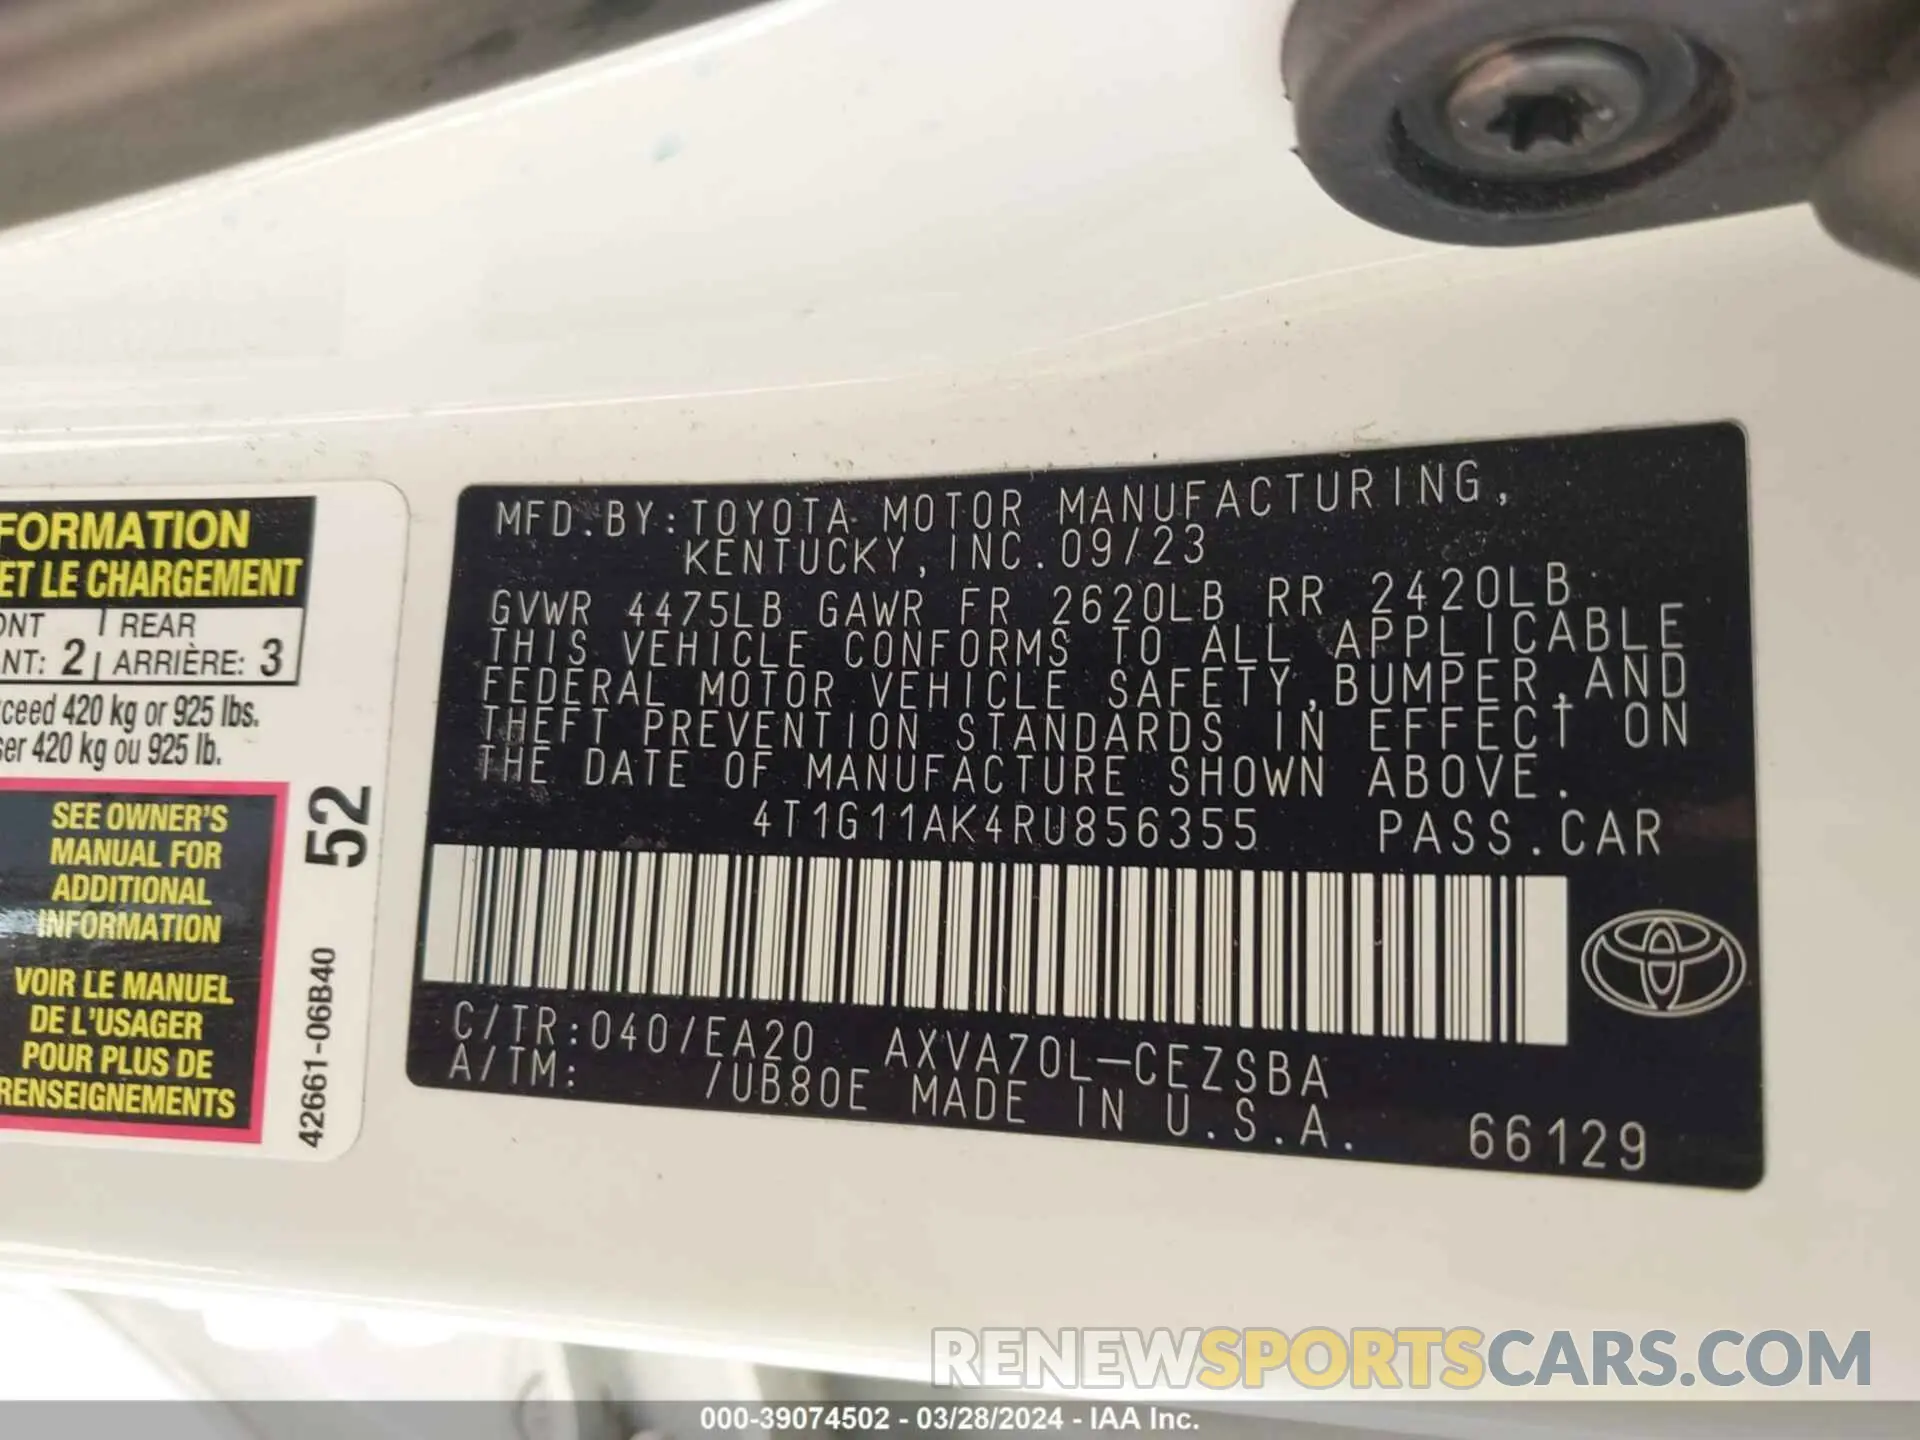 FORMATION
ET LE CHARGEMENT
REAR
NT: 2 ARRIÈRE: 3
420 kg or 925 lbs.
420 kg ou 925 lb.
SEE OWNER'S
MANUAL FOR
ADDITIONAL
INFORMATION
VOIR LE MANUEL
DE L'USAGER
POUR PLUS DE
RENSEIGNEMENTS
52
42661-06B40
MFD.BY:TOYOTA MOTOR MANUFACTURING,
KENTUCKY,INC.09/23
GVWR 4475LB GAWR FR 2620LB RR 2420LB
THIS VEHICLE CONFORMS TO ALL APPLICABLE
FEDERAL MOTOR VEHICLE SAFETY,BUMPER,AND
THEFT PREVENTION STANDARDS IN EFFECT ON
THE DATE OF MANUFACTURE SHOWN ABOVE.
4T1G11AK4RU856355 PASS.CAR
C/TR:040/EA20 AXVA70L-CEZSBA
A/TM: /UB80E MADE IN U.S.A. 66129
RENEWSPORTSCARS.COM
000-39074502 - 03/28/2024 - IAA Inc.